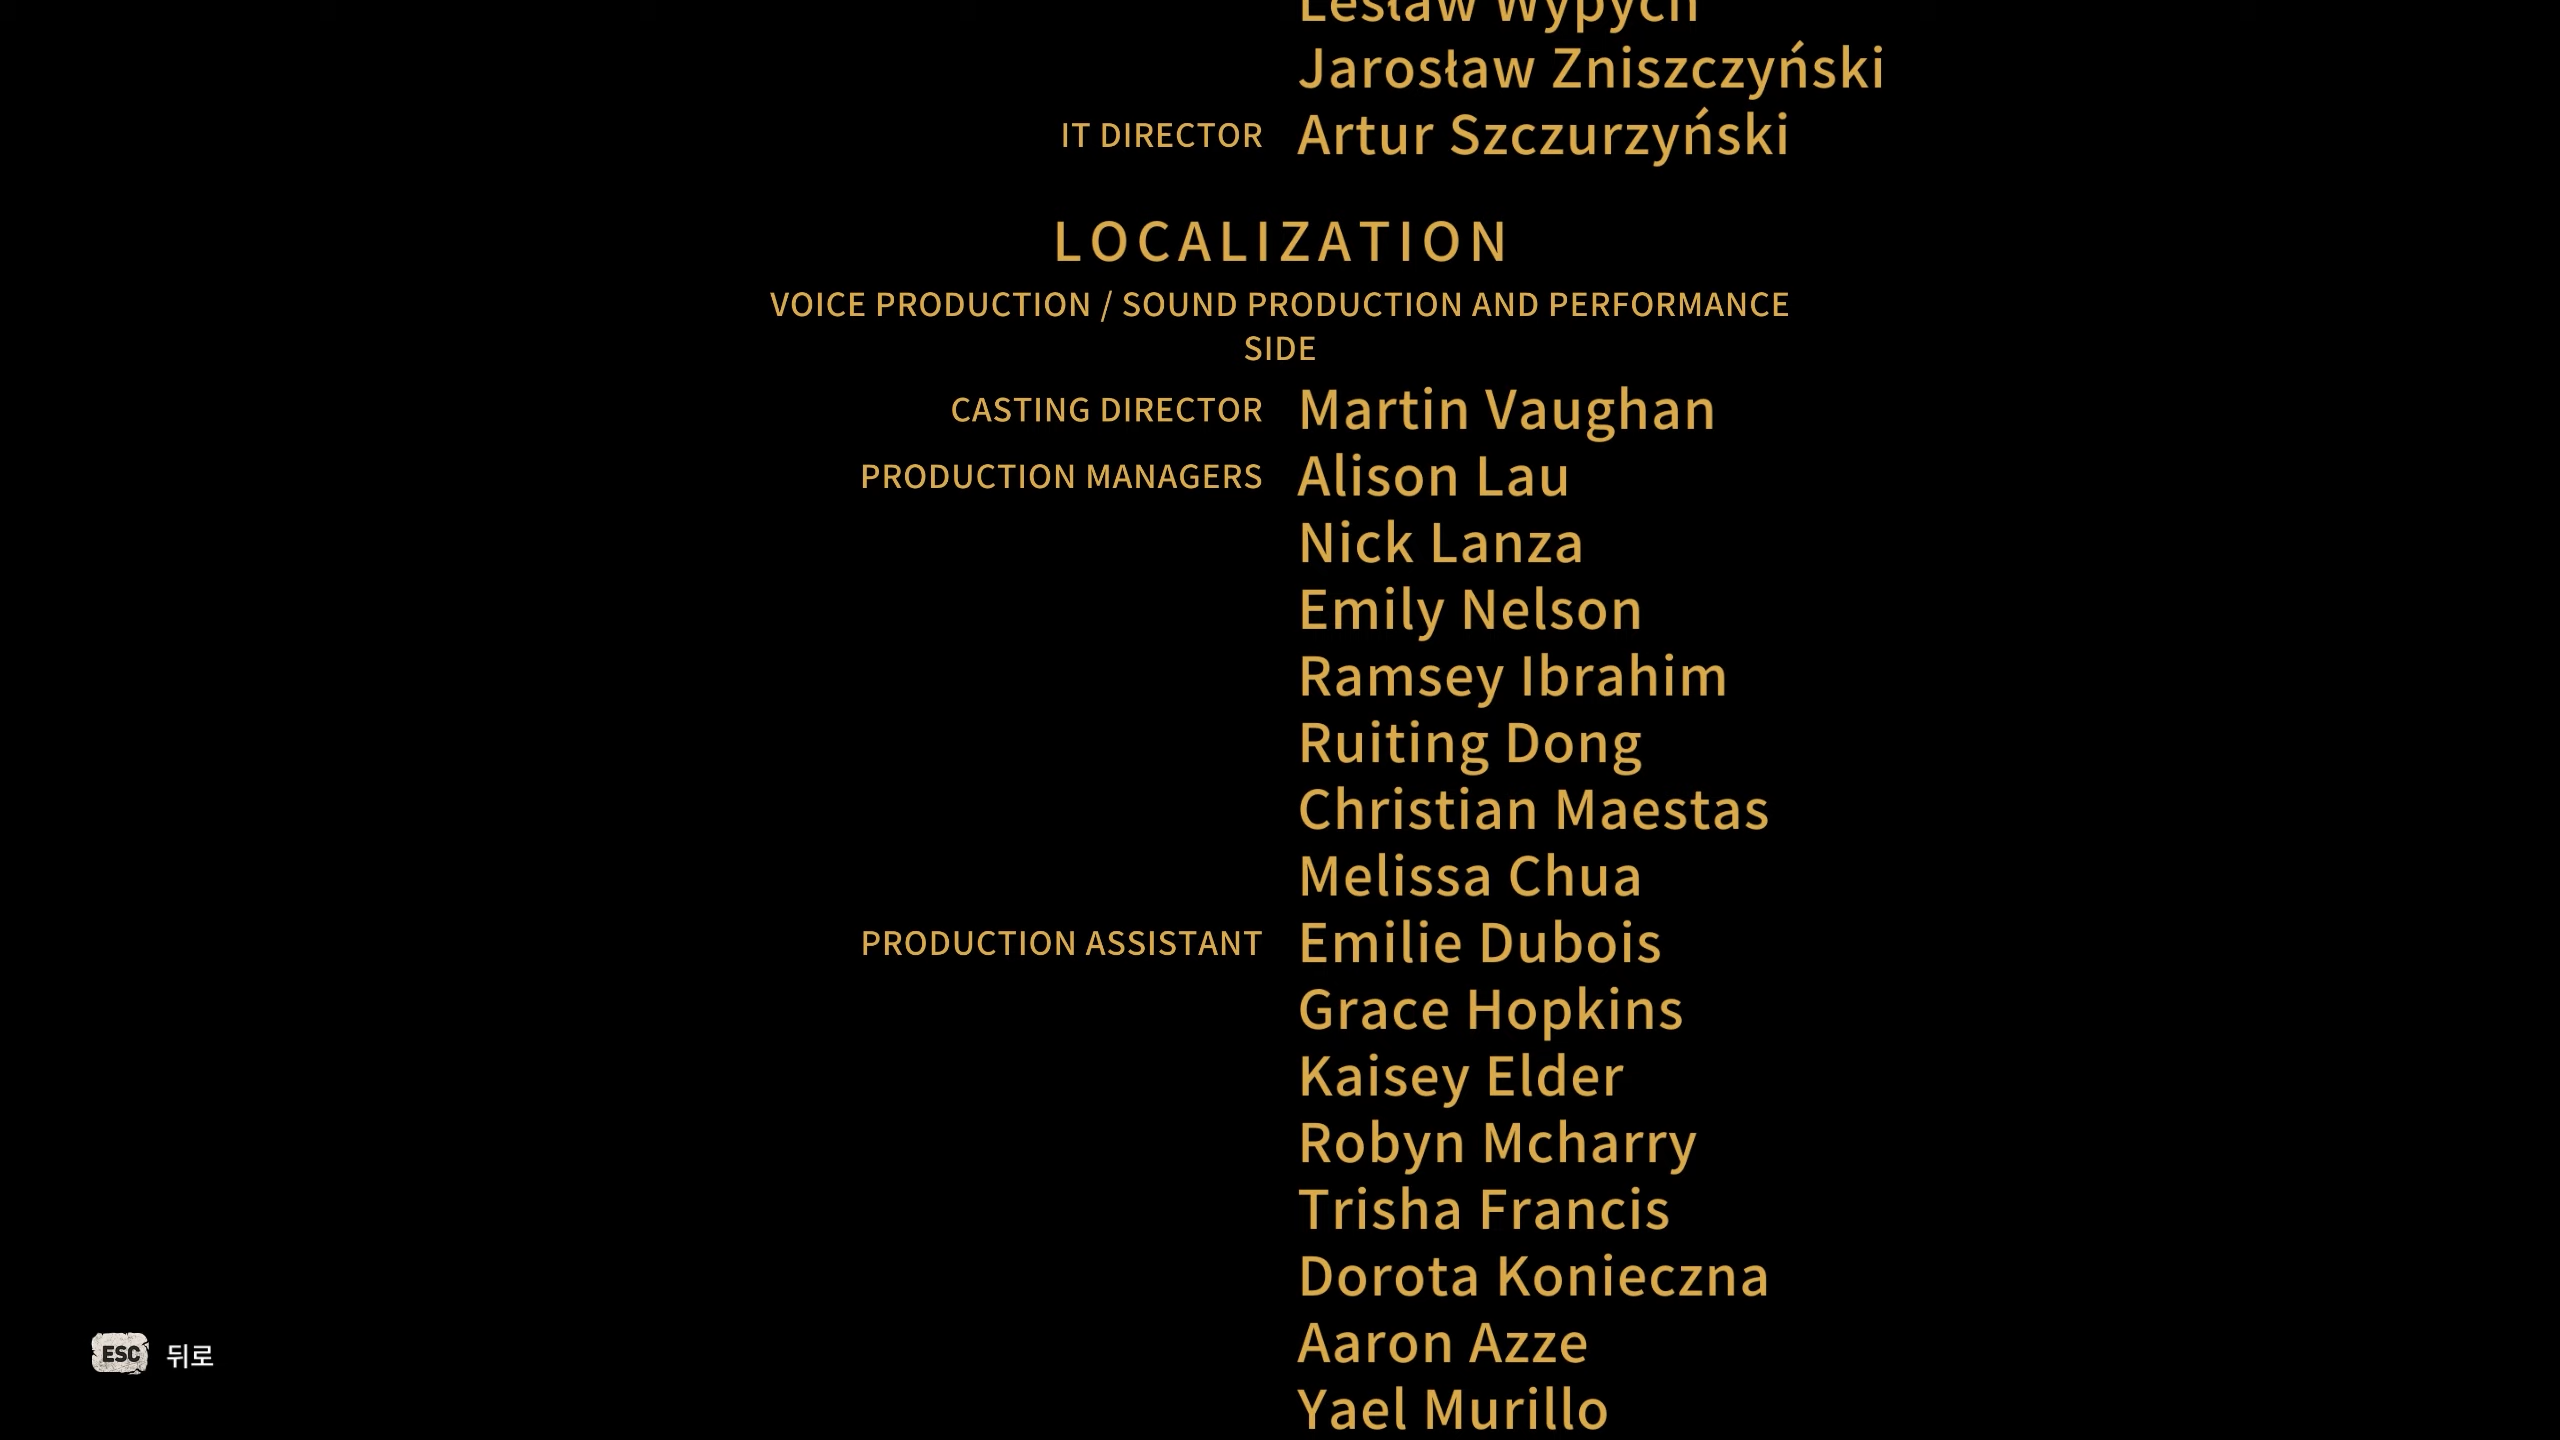 Lesław Wypych
Jarosław Zniszczyński
IT DIRECTOR Artur Szczurzyński
LOCALIZATION
VOICE PRODUCTION / SOUND PRODUCTION AND PERFORMANCE
SIDE
CASTING DIRECTOR Martin Vaughan
PRODUCTION MANAGERS Alison Lau
Nick Lanza
Emily Nelson
Ramsey Ibrahim
Ruiting Dong
Christian Maestas
Melissa Chua
PRODUCTION ASSISTANT Emilie Dubois
Grace Hopkins
Kaisey Elder
Robyn Mcharry
Trisha Francis
Dorota Konieczna
Aaron Azze
ESC 뒤로
Yael Murillo